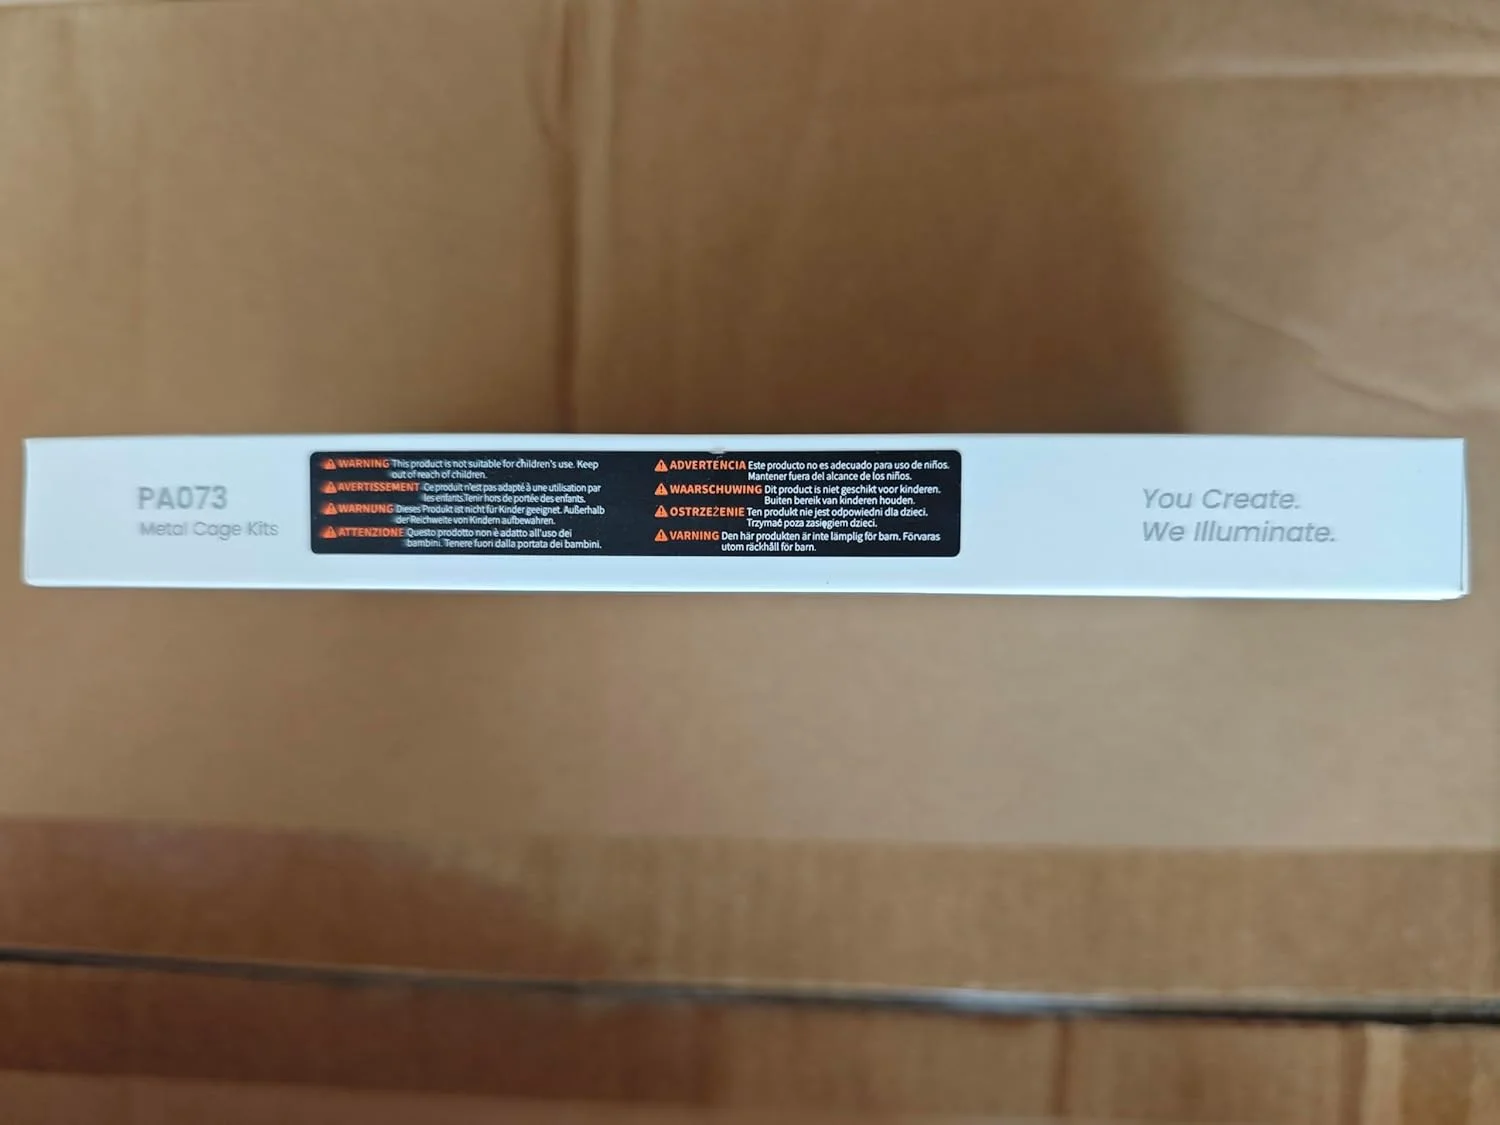 PA073
Metal Cage Kits
WARNING This product is not suitable for children's use. Keep
out of reach of children.
AVERTISSEMENT Ce produit n'est pas adapté à une utilisation par
les enfants.Tenir hors de portée des enfants.
WARNUNG Dieses Produkt ist nicht für Kinder geeignet. Außerhalb
der Reichweite von Kindern aufbewahren.
ATTENZIONE Questo prodotto non è adatto all'uso dei
bambini. Tenere fuori dalla portata dei bambini.
ADVERTENCIA Este producto no es adecuado para uso de niños.
Mantener fuera del alcance de los niños.
WAARSCHUWING Dit product is niet geschikt voor kinderen.
Buiten bereik van kinderen houden.
OSTRZEŻENIE Ten produkt nie jest odpowiedni dla dzieci.
Trzymać poza zasięgiem dzieci.
VARNING Den här produkten är inte lämplig för barn. Förvaras
utom räckhåll för barn.
You Create.
We Illuminate.